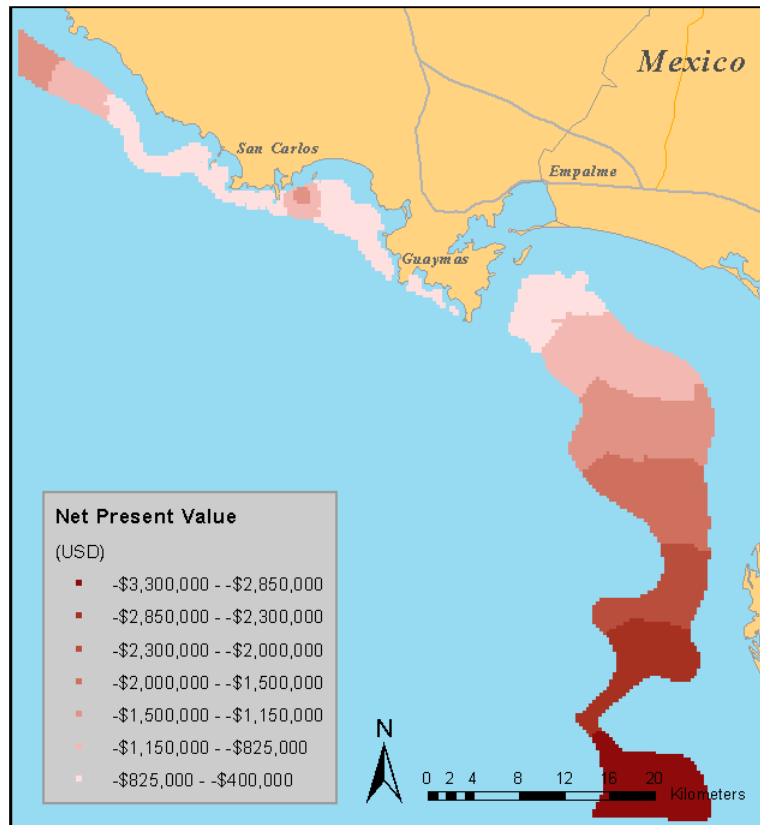 Mexico
San Carlos
Empalme
Guaymas
Net Present Value
(USD)
-$3,300,000 - -$2,850,000
-$2,850,000 - -$2,300,000
-$2,300,000 - -$2,000,000
-$2,000,000 - -$1,500,000
-$1,500,000 - -$1,150,000
-$1,150,000 - -$825,000
-$825,000 - -$400,000
N
0 2 4 8 12 16 20
Kilometers